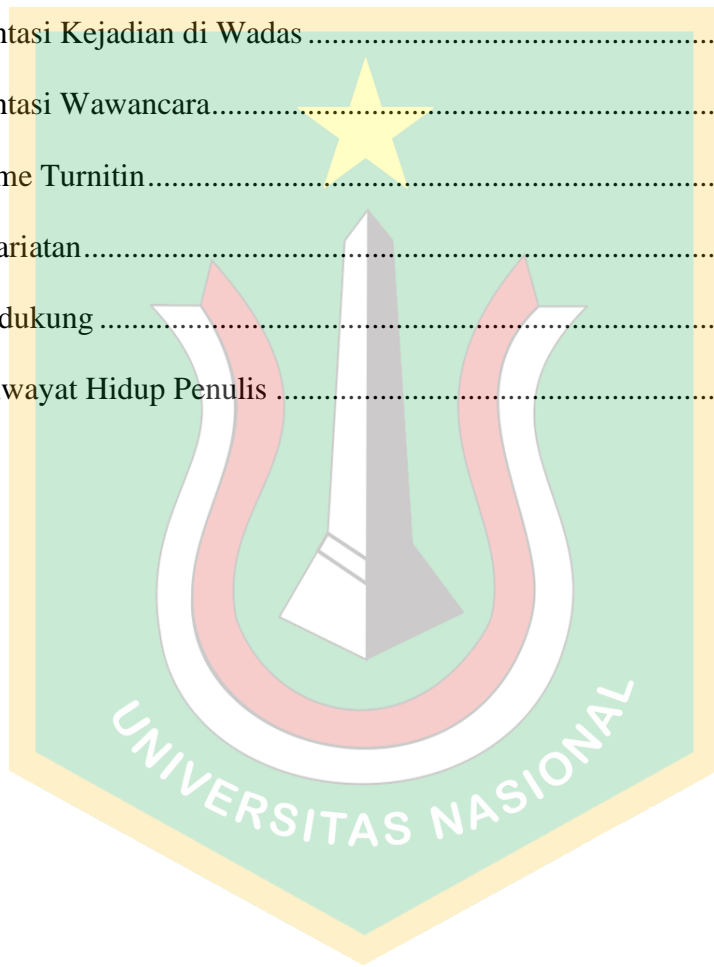 ntasi Kejadian di Wadas ....................................................
ntasi Wawancara................................................................
me Turnitin........................................................................
ariatan................................................................................
dukung ..............................................................................
wayat Hidup Penulis ........................................................
UNIVERSITAS NASIONAL